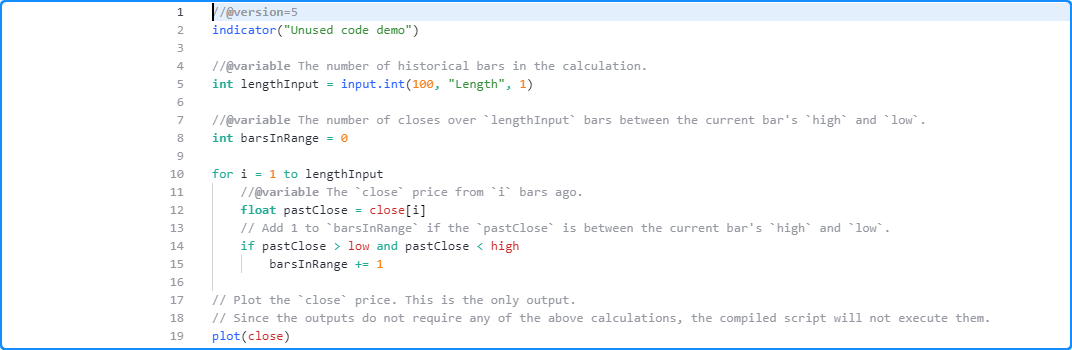 1 //@version=5
2 indicator("Unused code demo")
3
4 //@variable The number of historical bars in the calculation.
5 int lengthInput = input.int(100, "Length", 1)
6
7 //@variable The number of closes over `lengthInput` bars between the current bar's `high` and `low`.
8 int barsInRange = 0
9
10 for i = 1 to lengthInput
11     //@variable The `close` price from `i` bars ago.
12     float pastClose = close[i]
13     // Add 1 to `barsInRange` if the `pastClose` is between the current bar's `high` and `low`.
14     if pastClose > low and pastClose < high
15         barsInRange += 1
16
17 // Plot the `close` price. This is the only output.
18 // Since the outputs do not require any of the above calculations, the compiled script will not execute them.
19 plot(close)